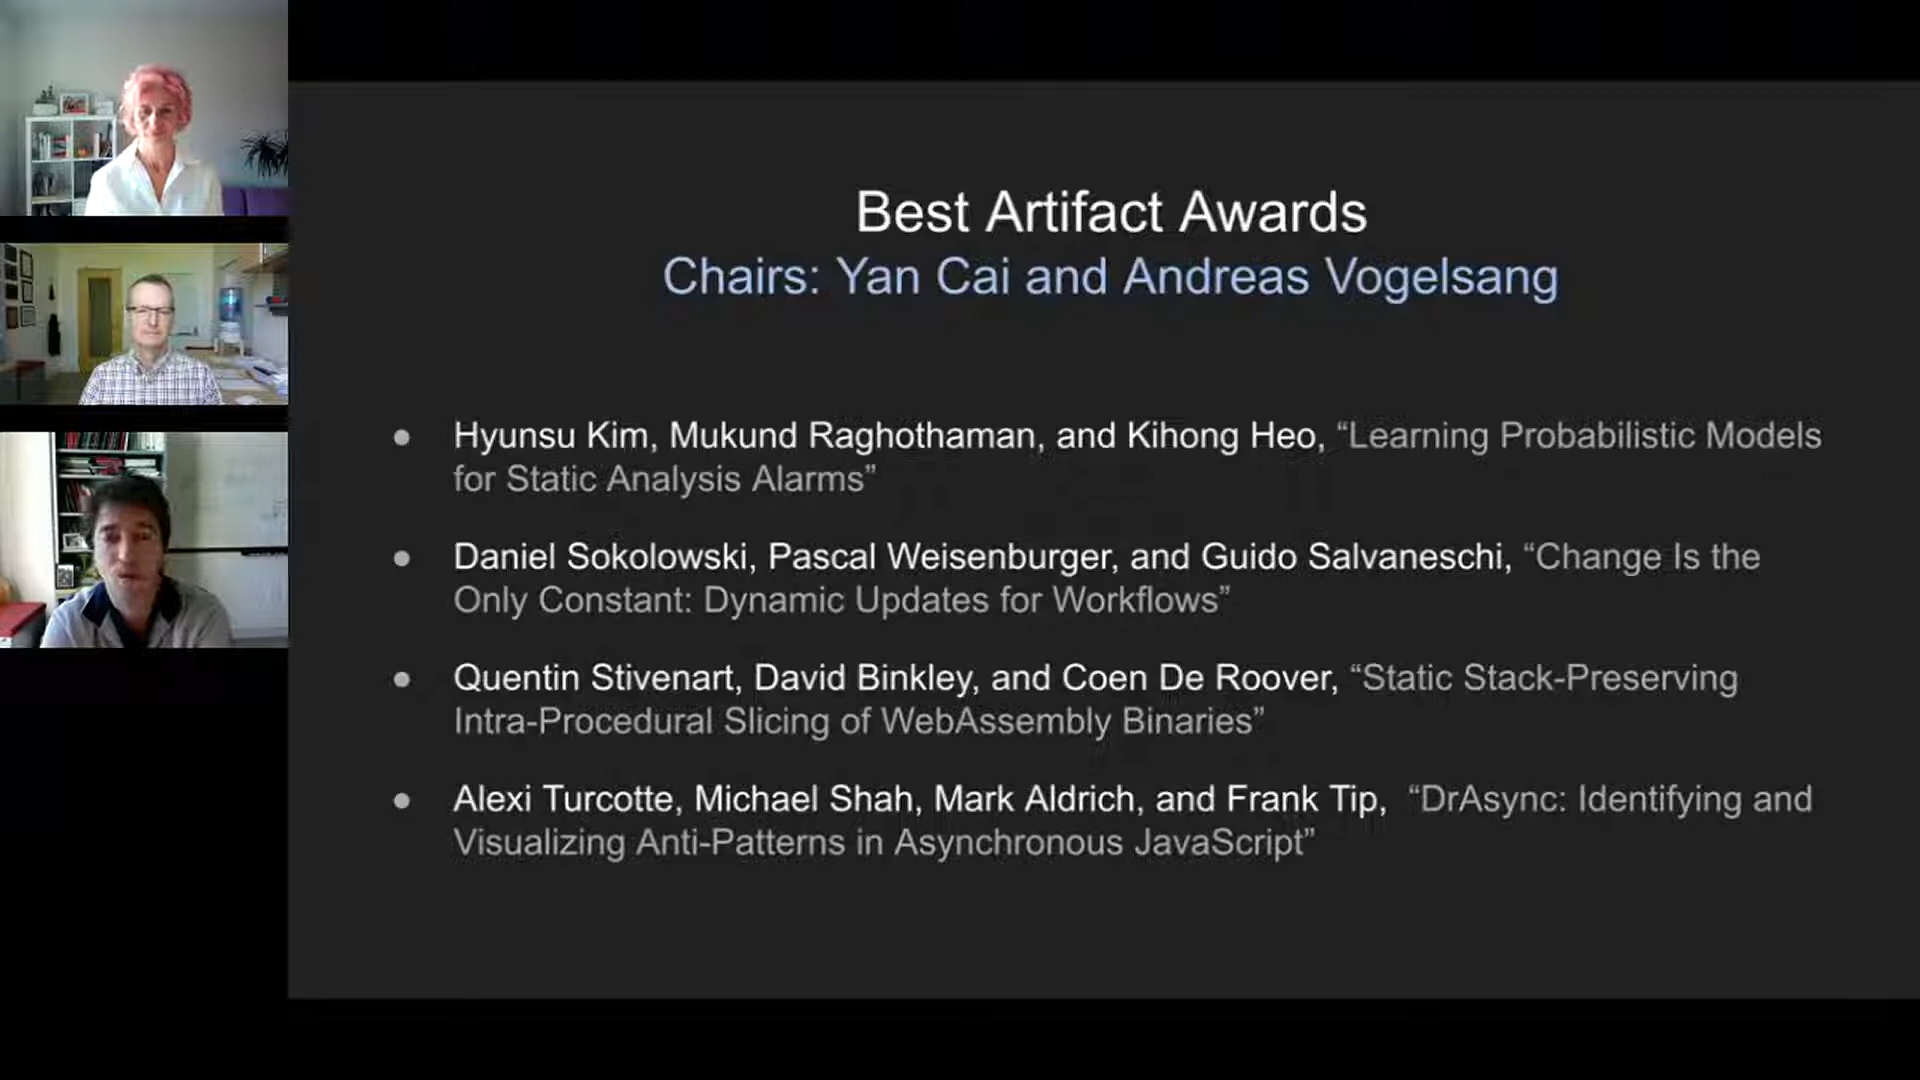 Best Artifact Awards
Chairs: Yan Cai and Andreas Vogelsang
● Hyunsu Kim, Mukund Raghothaman, and Kihong Heo, “Learning Probabilistic Models
for Static Analysis Alarms”
● Daniel Sokolowski, Pascal Weisenburger, and Guido Salvaneschi, “Change Is the
Only Constant: Dynamic Updates for Workflows”
● Quentin Stivenart, David Binkley, and Coen De Roover, “Static Stack-Preserving
Intra-Procedural Slicing of WebAssembly Binaries”
● Alexi Turcotte, Michael Shah, Mark Aldrich, and Frank Tip, “DrAsync: Identifying and
Visualizing Anti-Patterns in Asynchronous JavaScript”